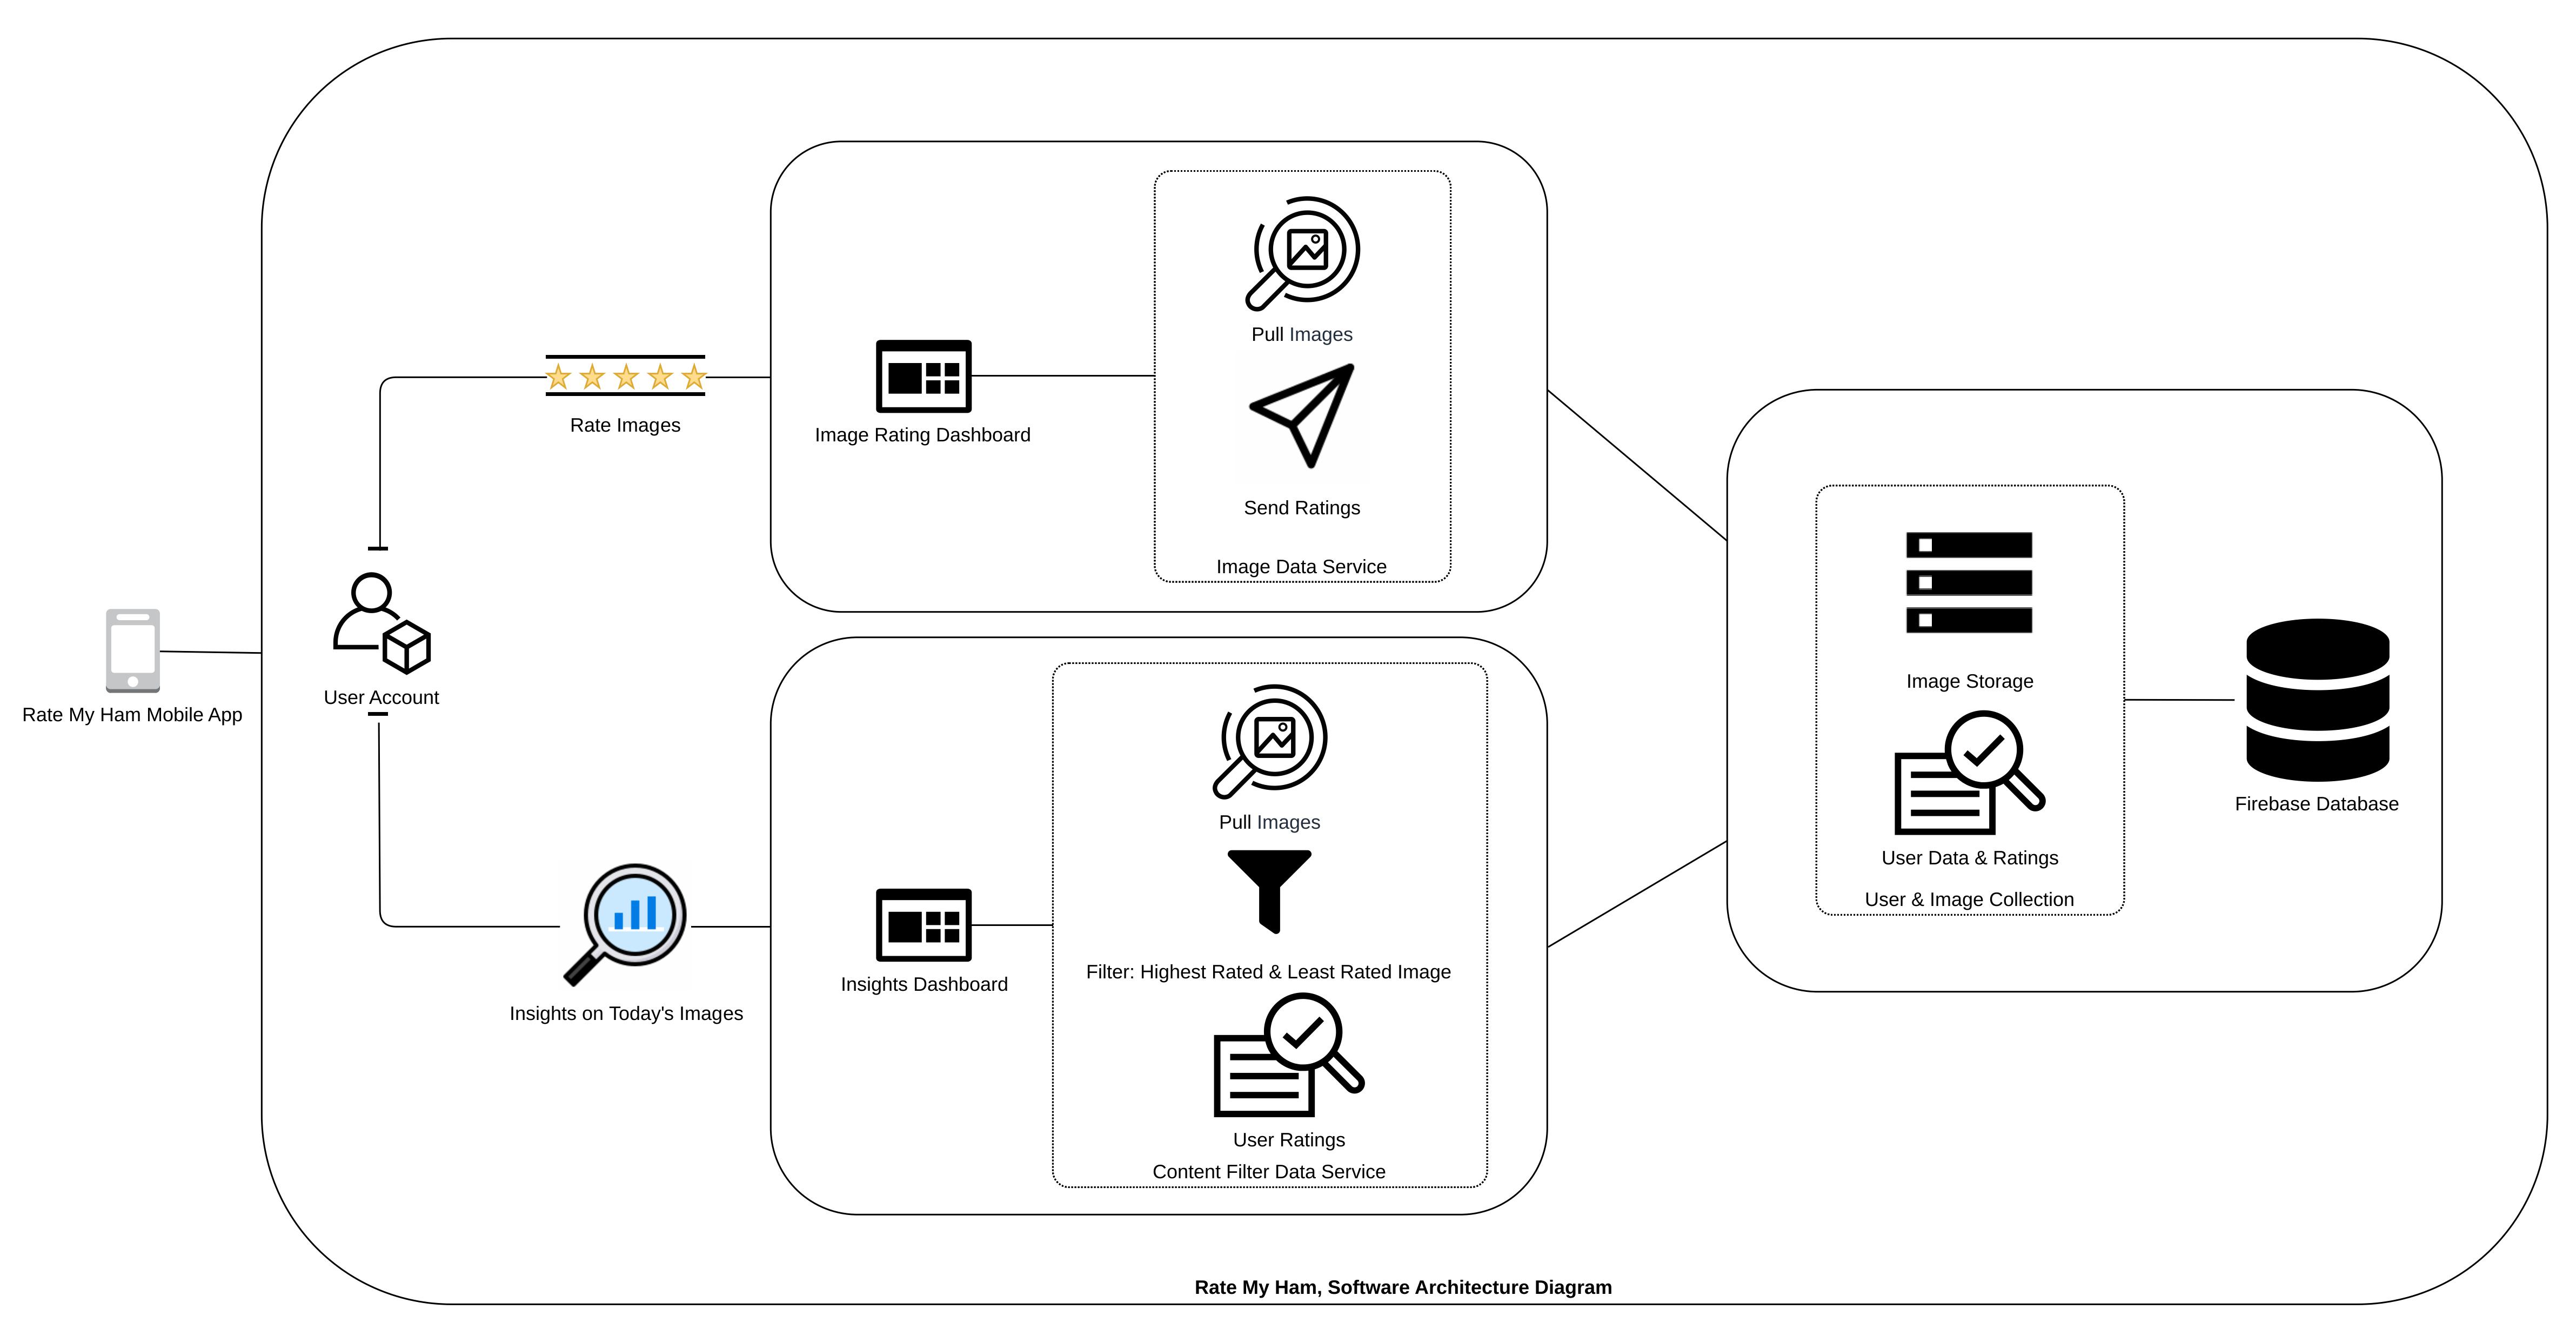 Rate My Ham Mobile App
User Account
Rate Images
Insights on Today's Images
Image Rating Dashboard
Pull Images
Send Ratings
Image Data Service
Insights Dashboard
Pull Images
Filter: Highest Rated & Least Rated Image
User Ratings
Content Filter Data Service
Image Storage
User Data & Ratings
User & Image Collection
Firebase Database
Rate My Ham, Software Architecture Diagram